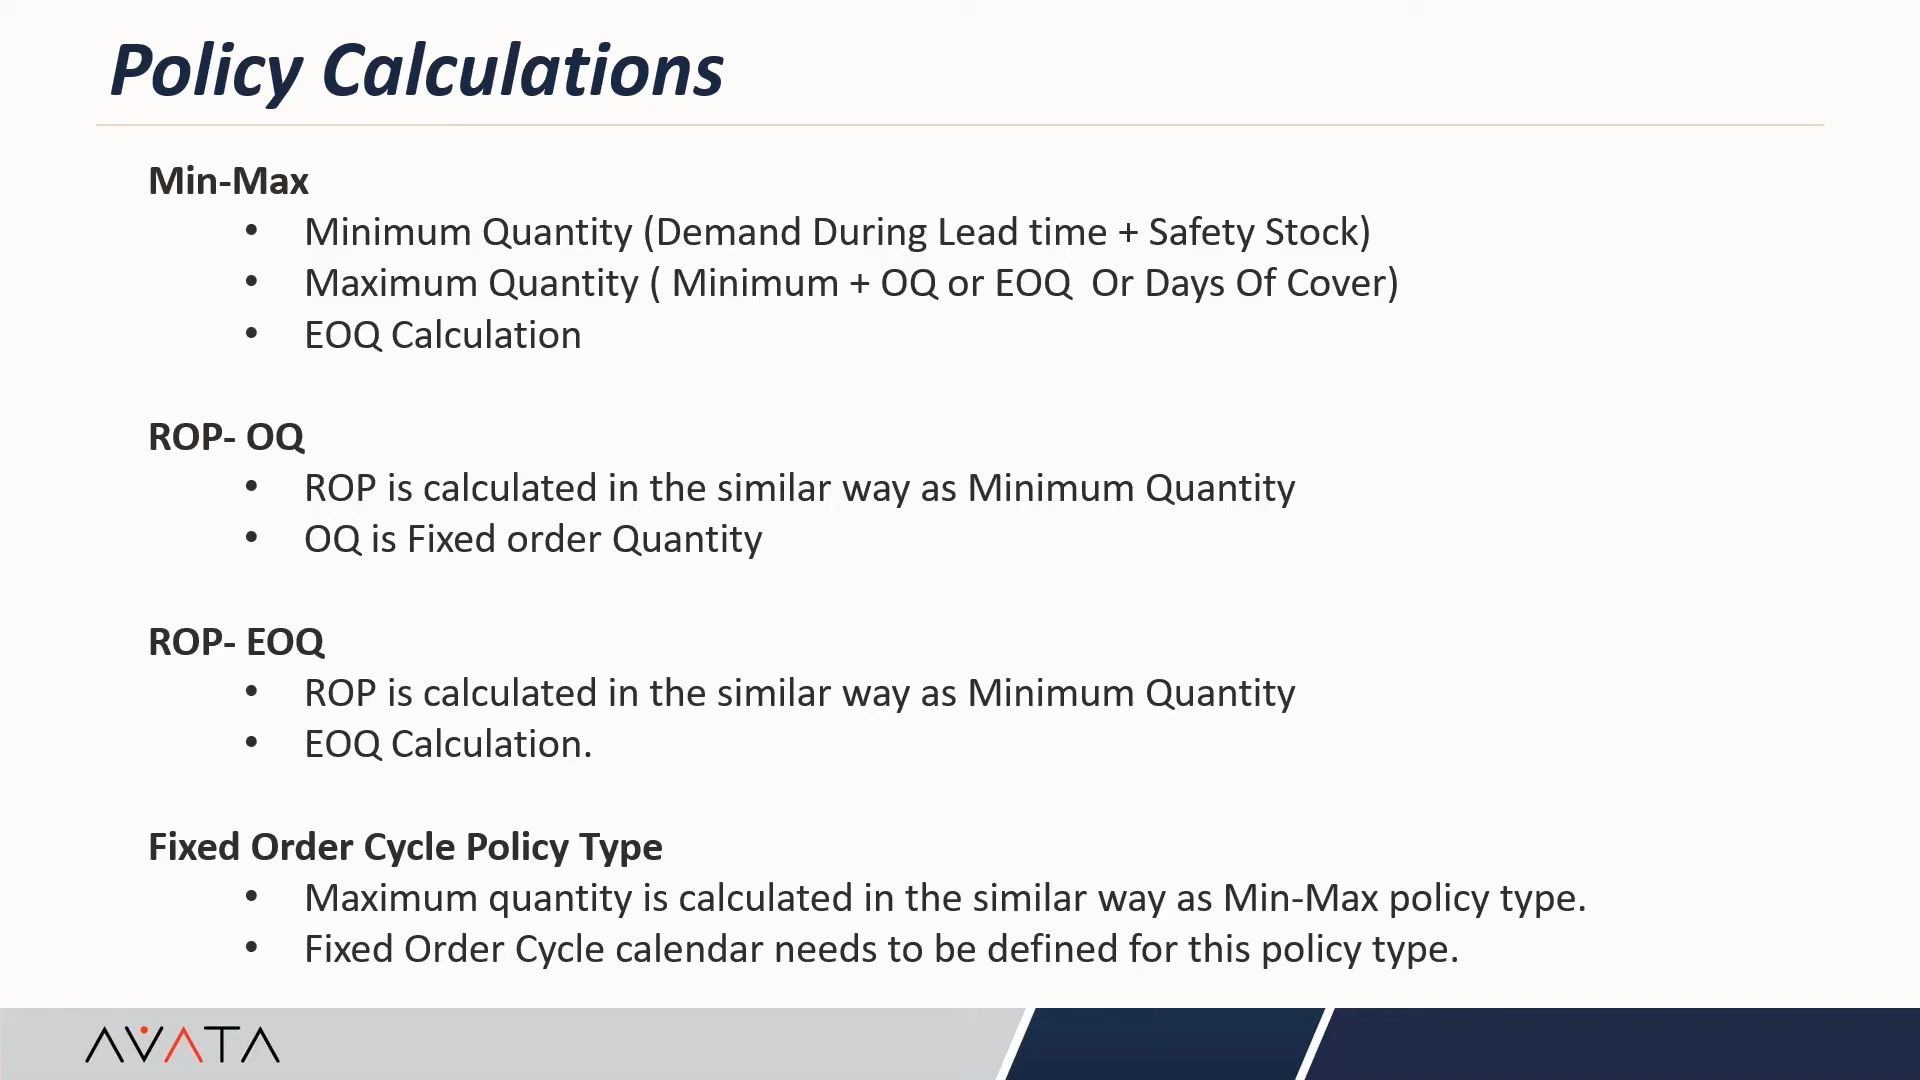 Policy Calculations
Min-Max
• Minimum Quantity (Demand During Lead time + Safety Stock)
• Maximum Quantity ( Minimum + OQ or EOQ  Or Days Of Cover)
• EOQ Calculation
ROP- OQ
• ROP is calculated in the similar way as Minimum Quantity
• OQ is Fixed order Quantity
ROP- EOQ
• ROP is calculated in the similar way as Minimum Quantity
• EOQ Calculation.
Fixed Order Cycle Policy Type
• Maximum quantity is calculated in the similar way as Min-Max policy type.
• Fixed Order Cycle calendar needs to be defined for this policy type.
AVATA